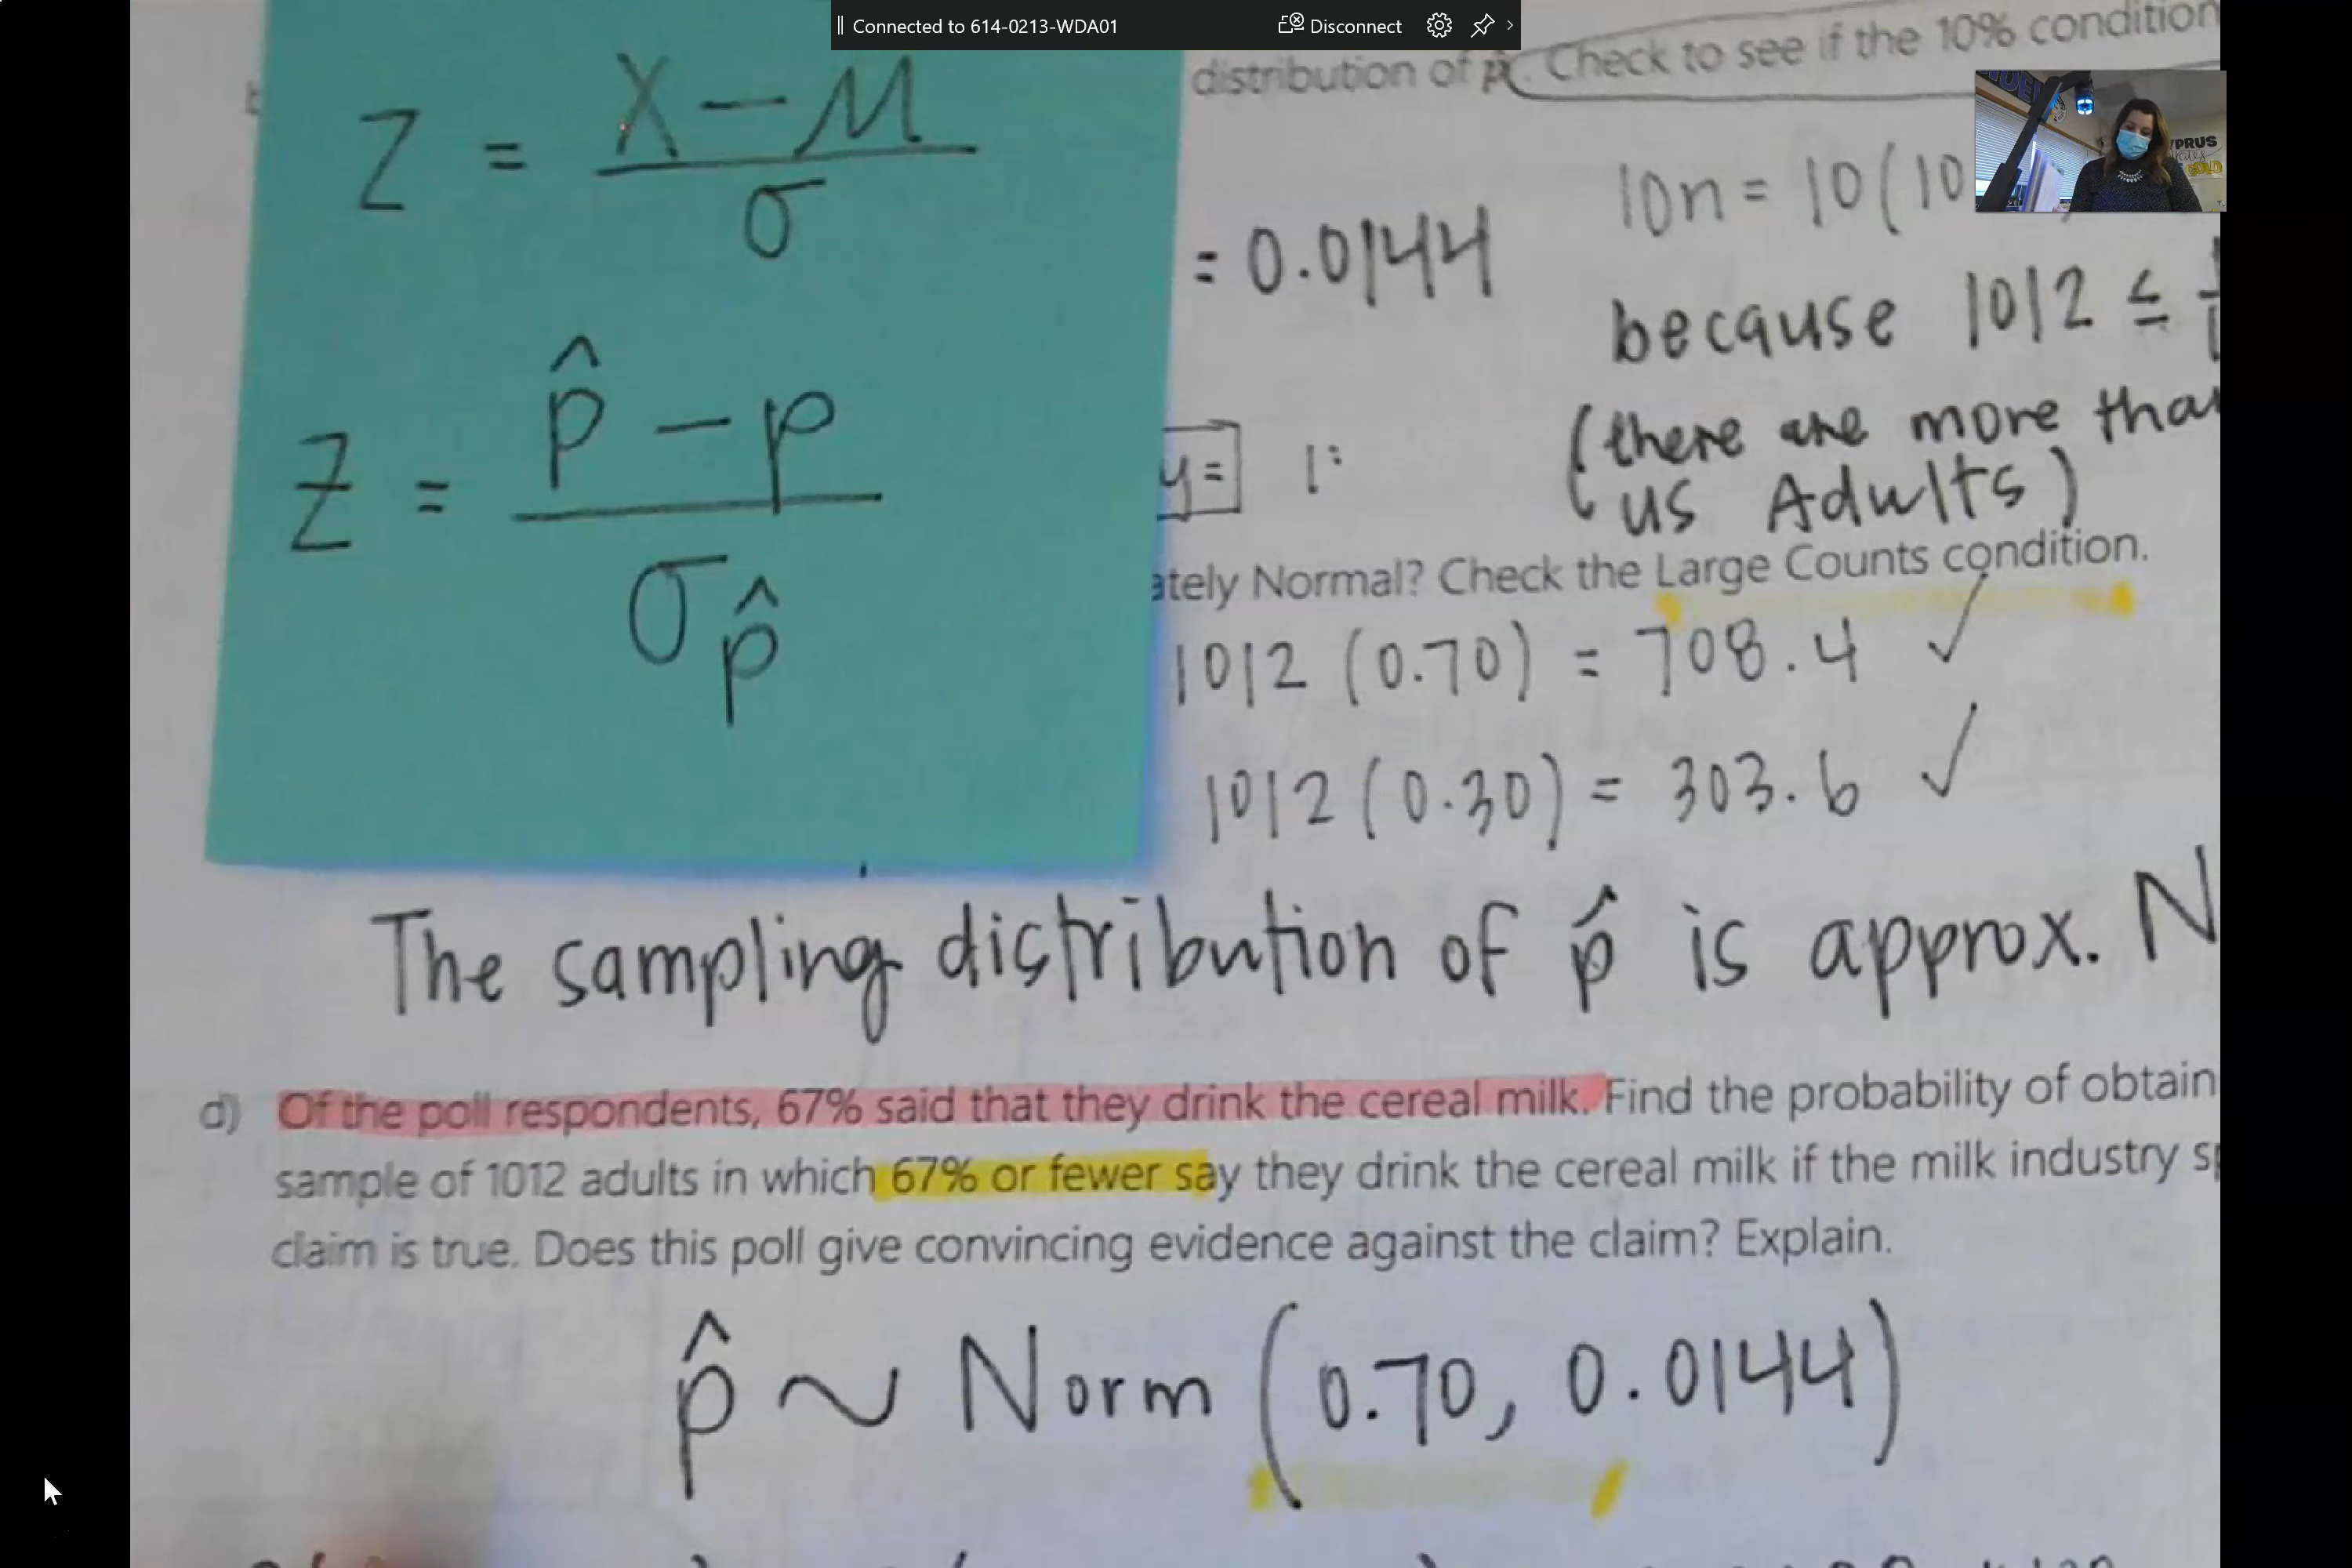 Connected to 614-0213-WDA01 Disconnect
distribution of p̂. Check to see if the 10% condition
Z = X - M / σ
10n = 10(10
= 0.0144
because 1012 ≤
Z = p̂ - p / σp̂
y=
(there are more than
US Adults)
ately Normal? Check the Large Counts condition.
1012 (0.70) = 708.4 ✓
1012 (0.30) = 303.6 ✓
The sampling distribution of p̂ is approx. N
d) Of the poll respondents, 67% said that they drink the cereal milk. Find the probability of obtain
sample of 1012 adults in which 67% or fewer say they drink the cereal milk if the milk industry sp
claim is true. Does this poll give convincing evidence against the claim? Explain.
p̂ ~ Norm (0.70, 0.0144)